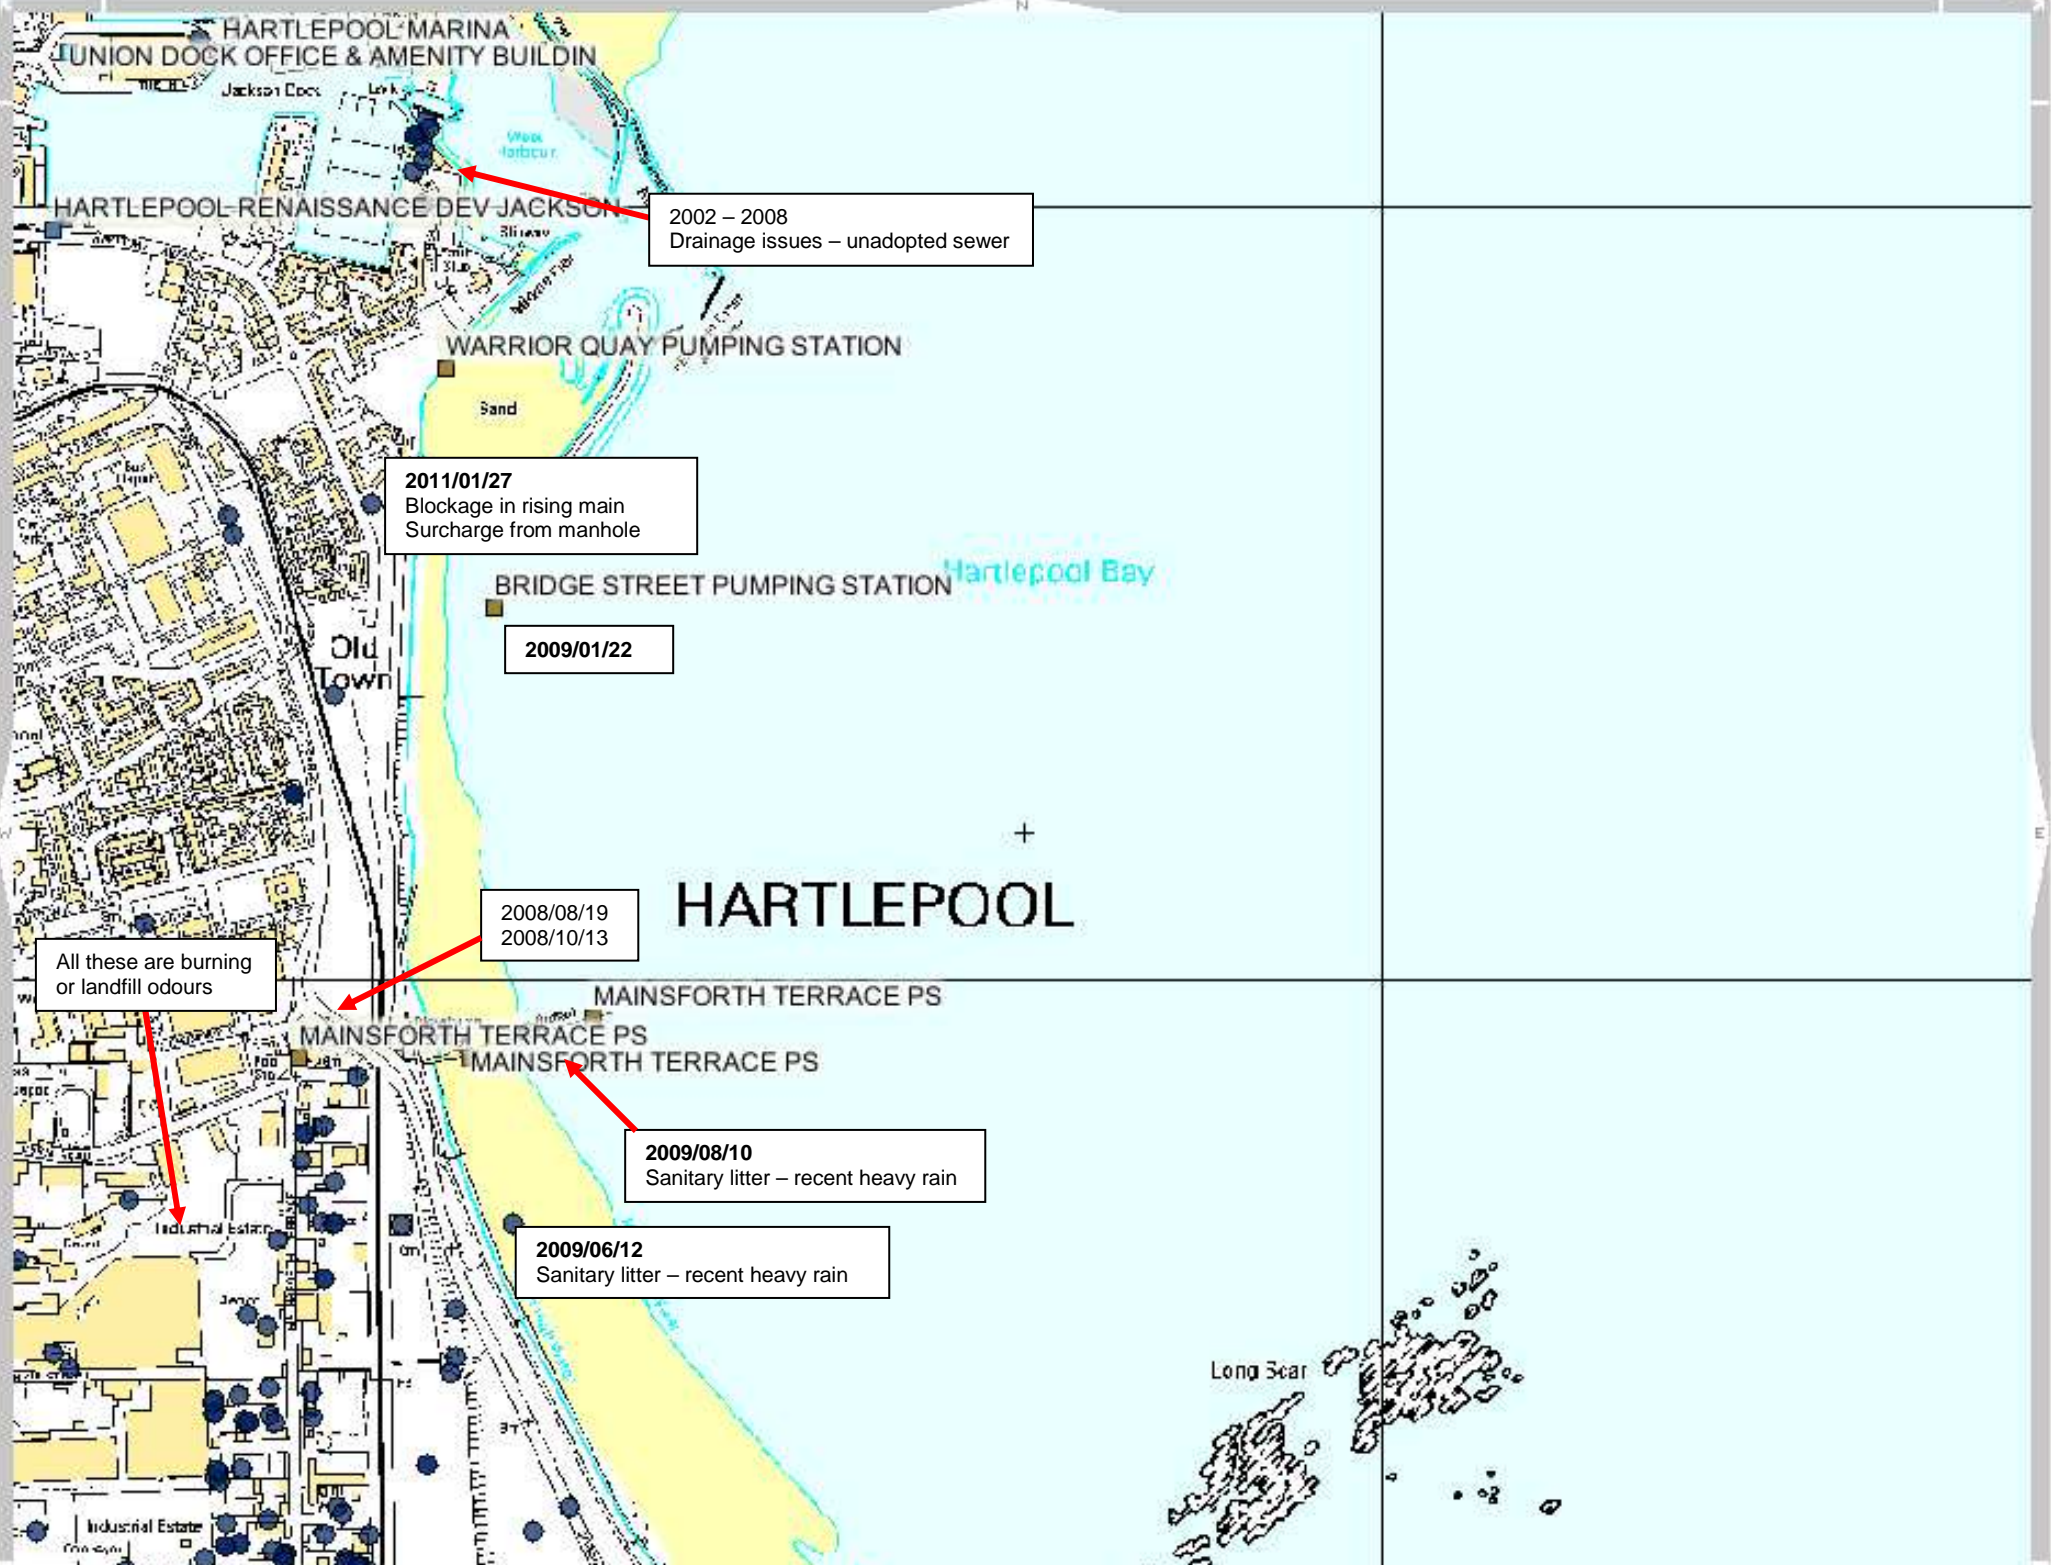 N
HARTLEPOOL MARINA
UNION DOCK OFFICE & AMENITY BUILDIN
Jackson Dock
Lock
West
Harbour
HARTLEPOOL RENAISSANCE DEV JACKSON
2002 – 2008
Drainage issues – unadopted sewer
Slipway
WARRIOR QUAY PUMPING STATION
Sand
2011/01/27
Blockage in rising main
Surcharge from manhole
BRIDGE STREET PUMPING STATION
Hartlepool Bay
2009/01/22
Old
Town
W
E
HARTLEPOOL
2008/08/19
2008/10/13
All these are burning
or landfill odours
MAINSFORTH TERRACE PS
MAINSFORTH TERRACE PS
MAINSFORTH TERRACE PS
2009/08/10
Sanitary litter – recent heavy rain
Industrial Estate
2009/06/12
Sanitary litter – recent heavy rain
Long Scar
Industrial Estate